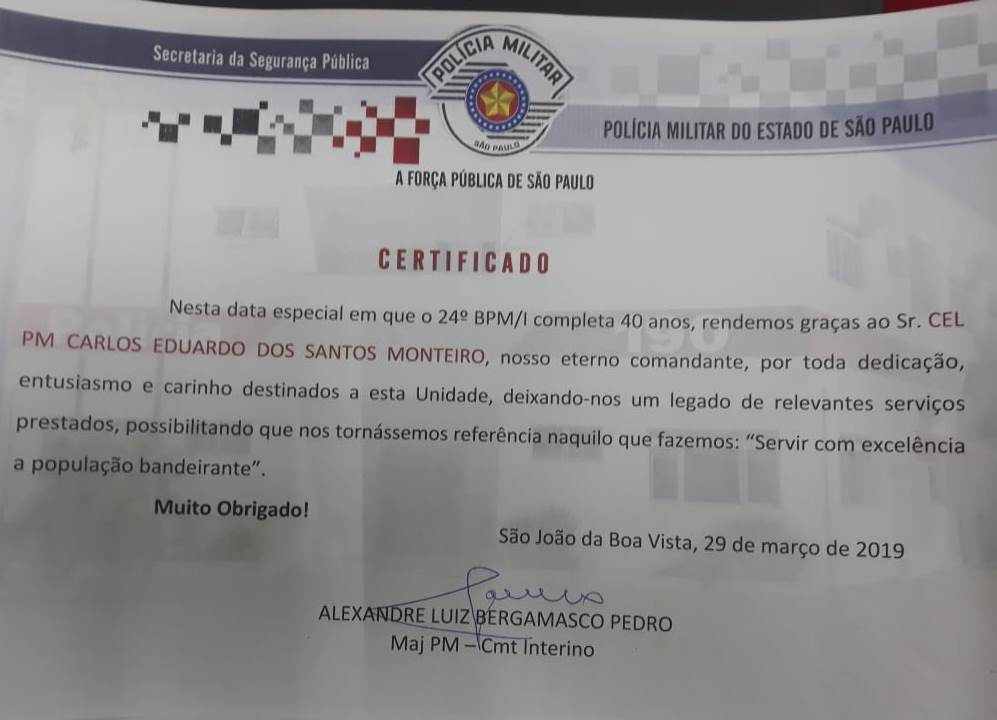 Secretaria da Segurança Pública
POLÍCIA MILITAR
SÃO PAULO
POLÍCIA MILITAR DO ESTADO DE SÃO PAULO
A FORÇA PÚBLICA DE SÃO PAULO
CERTIFICADO
Nesta data especial em que o 24º BPM/I completa 40 anos, rendemos graças ao Sr. CEL
PM CARLOS EDUARDO DOS SANTOS MONTEIRO, nosso eterno comandante, por toda dedicação,
entusiasmo e carinho destinados a esta Unidade, deixando-nos um legado de relevantes serviços
prestados, possibilitando que nos tornássemos referência naquilo que fazemos: “Servir com excelência
a população bandeirante”.
Muito Obrigado!
São João da Boa Vista, 29 de março de 2019
ALEXANDRE LUIZ BERGAMASCO PEDRO
Maj PM – Cmt Interino
190